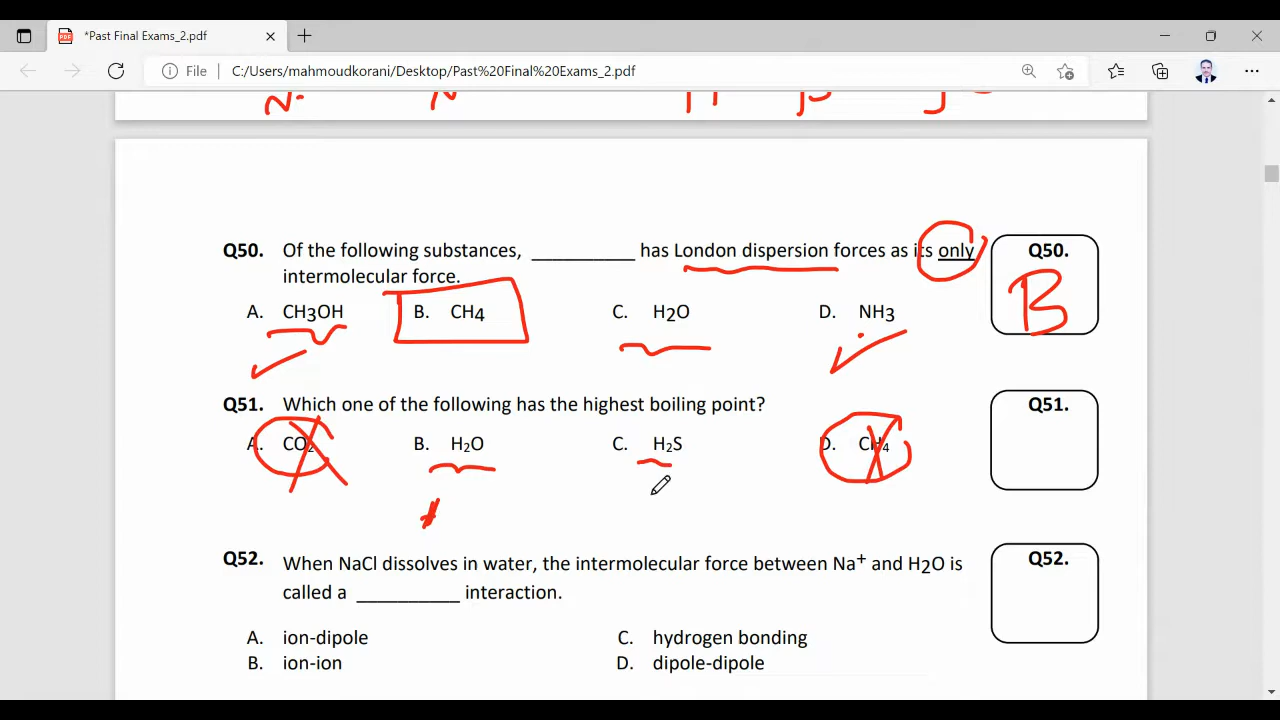 *Past Final Exams_2.pdf
File C:/Users/mahmoudkorani/Desktop/Past%20Final%20Exams_2.pdf
Q50. Of the following substances, __________ has London dispersion forces as its only Q50.
intermolecular force. B
A. CH3OH B. CH4 C. H2O D. NH3
Q51. Which one of the following has the highest boiling point? Q51.
A. CO₂ B. H₂O C. H₂S D. CH₄
Q52. When NaCl dissolves in water, the intermolecular force between Na⁺ and H2O is Q52.
called a __________ interaction.
A. ion-dipole C. hydrogen bonding
B. ion-ion D. dipole-dipole